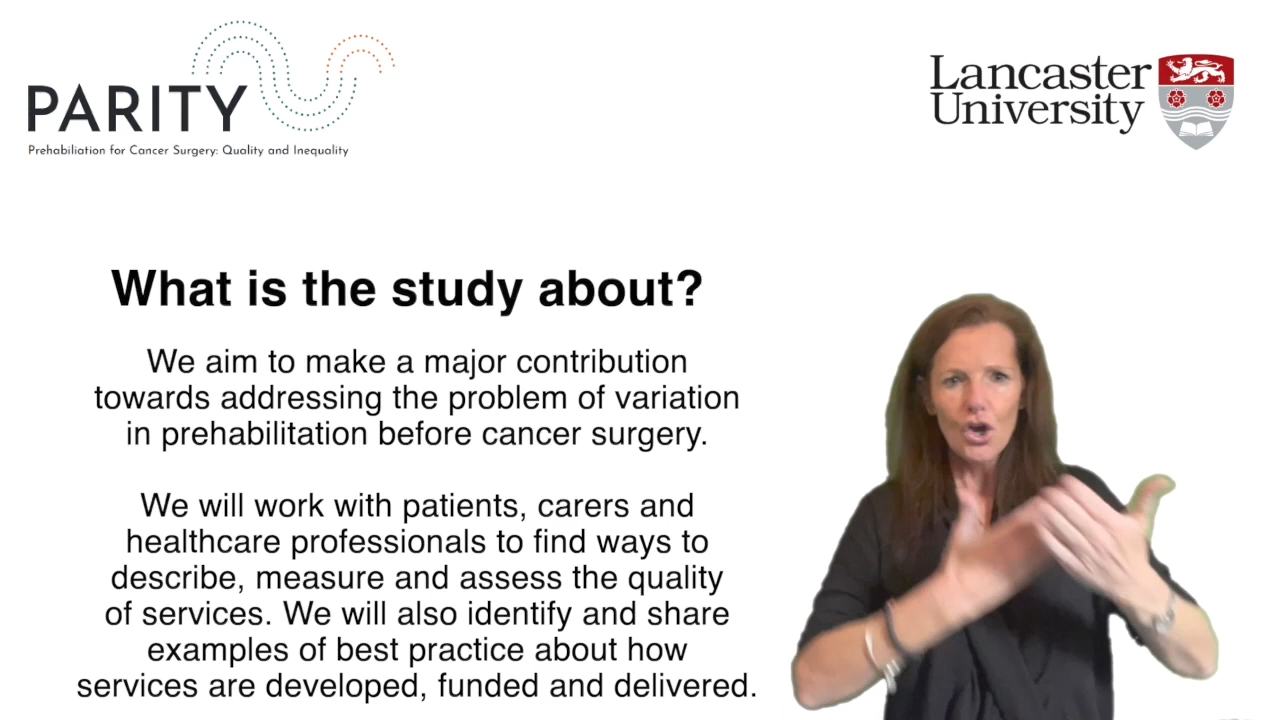 PARITY
Prehabiliation for Cancer Surgery: Quality and Inequality
Lancaster
University
What is the study about?
We aim to make a major contribution
towards addressing the problem of variation
in prehabilitation before cancer surgery.
We will work with patients, carers and
healthcare professionals to find ways to
describe, measure and assess the quality
of services. We will also identify and share
examples of best practice about how
services are developed, funded and delivered.